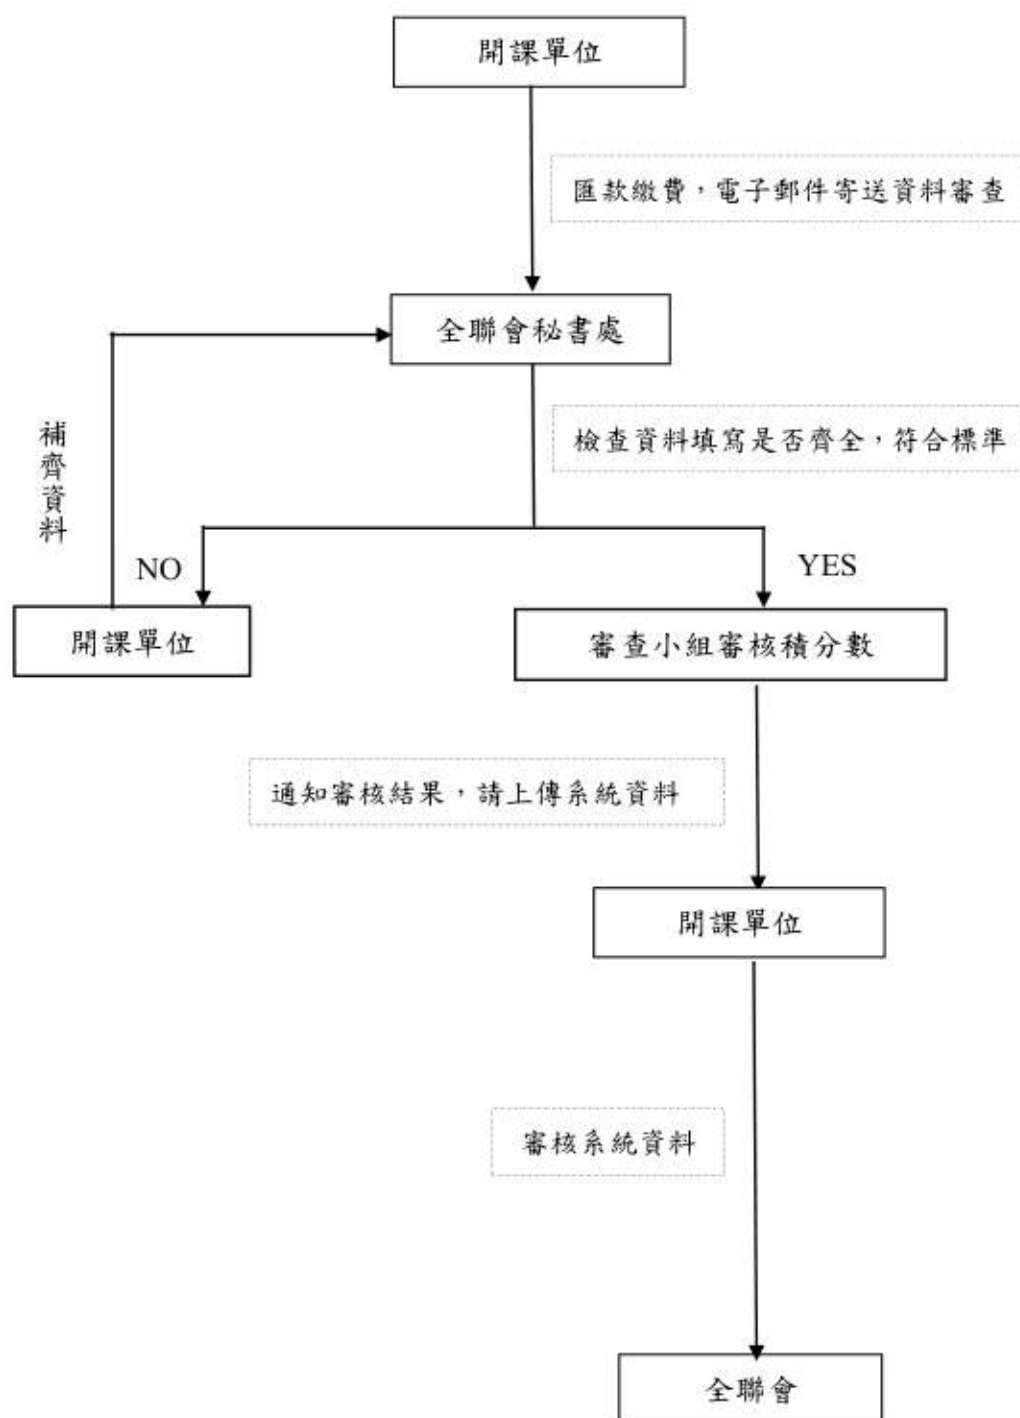 開課單位
匯款繳費，電子郵件寄送資料審查
全聯會秘書處
檢查資料填寫是否齊全，符合標準
補齊資料
NO
YES
開課單位
審查小組審核積分數
通知審核結果，請上傳系統資料
開課單位
審核系統資料
全聯會